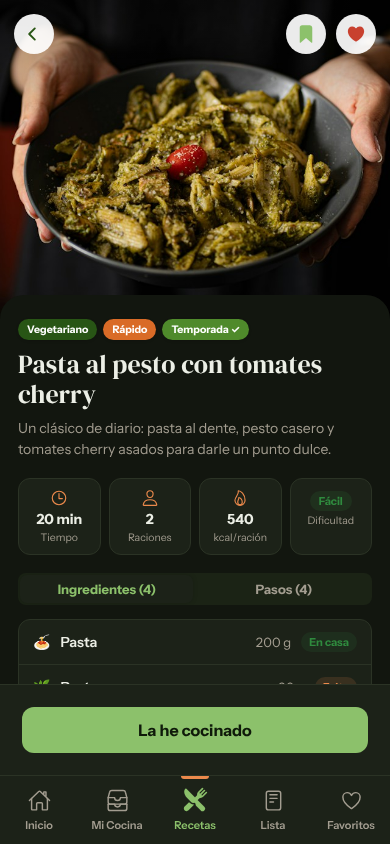 Vegetariano Rápido Temporada ✓
Pasta al pesto con tomates
cherry
Un clásico de diario: pasta al dente, pesto casero y
tomates cherry asados para darle un punto dulce.
20 min 2 540 Fácil
Tiempo Raciones kcal/ración Dificultad
Ingredientes (4) Pasos (4)
Pasta 200 g En casa
La he cocinado
Inicio Mi Cocina Recetas Lista Favoritos